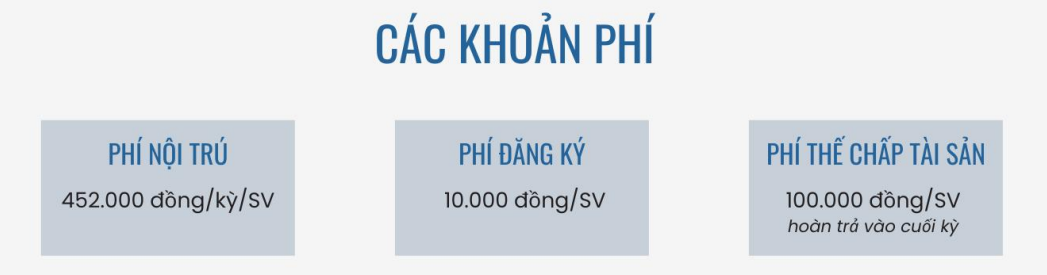 CÁC KHOẢN PHÍ
PHÍ NỘI TRÚ
452.000 đồng/kỳ/SV
PHÍ ĐĂNG KÝ
10.000 đồng/SV
PHÍ THẾ CHẤP TÀI SẢN
100.000 đồng/SV
hoàn trả vào cuối kỳ